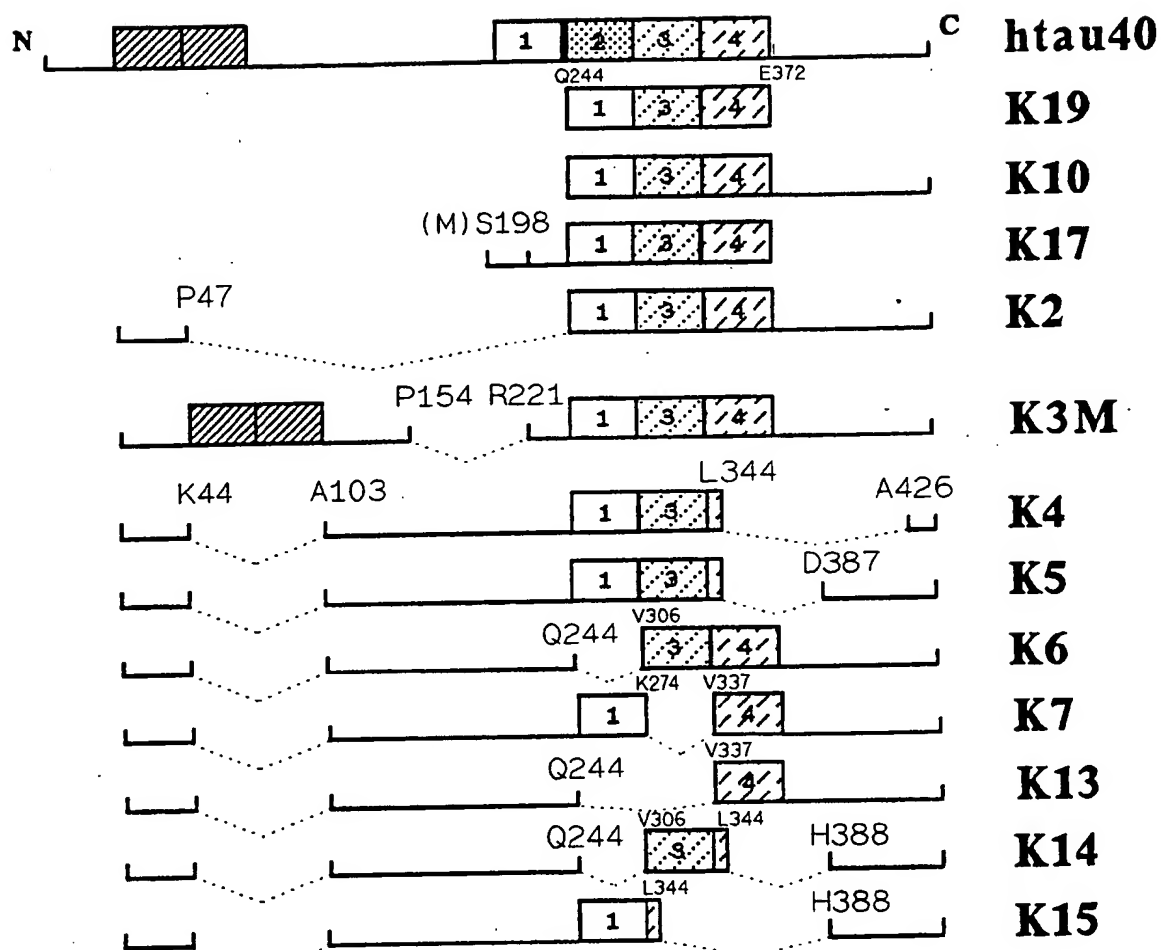 N 1 2 3 4 C htau40
Q244 E372
1 3 4 K19
1 3 4 K10
(M) S198 1 3 4 K17
P47 1 3 4 K2
P154 R221 1 3 4 K3M
K44 A103 1 3 L344 A426 K4
1 3 D387 K5
Q244 V306 3 4 K6
1 K274 V337 4 K7
Q244 V337 4 K13
Q244 V306 3 L344 H388 K14
1 L344 H388 K15